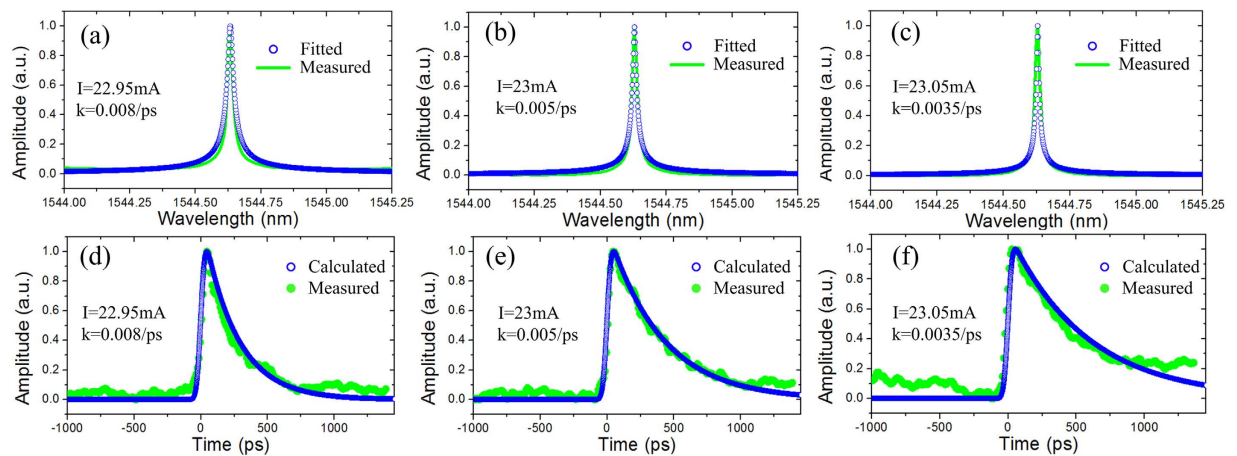 (a)
Fitted
Measured
I=22.95mA
k=0.008/ps
Amplitude (a.u.)
1.0
0.8
0.6
0.4
0.2
0.0
1544.00 1544.25 1544.50 1544.75 1545.00 1545.25
Wavelength (nm)
(b)
Fitted
Measured
I=23mA
k=0.005/ps
Amplitude (a.u.)
1.0
0.8
0.6
0.4
0.2
0.0
1544.00 1544.25 1544.50 1544.75 1545.00 1545.25
Wavelength (nm)
(c)
Fitted
Measured
I=23.05mA
k=0.0035/ps
Amplitude (a.u.)
1.0
0.8
0.6
0.4
0.2
0.0
1544.00 1544.25 1544.50 1544.75 1545.00 1545.25
Wavelength (nm)
(d)
Calculated
Measured
I=22.95mA
k=0.008/ps
Amplitude (a.u.)
1.0
0.8
0.6
0.4
0.2
0.0
-1000 -500 0 500 1000
Time (ps)
(e)
Calculated
Measured
I=23mA
k=0.005/ps
Amplitude (a.u.)
1.0
0.8
0.6
0.4
0.2
0.0
-1000 -500 0 500 1000
Time (ps)
(f)
Calculated
Measured
I=23.05mA
k=0.0035/ps
Amplitude (a.u.)
1.0
0.8
0.6
0.4
0.2
0.0
-1000 -500 0 500 1000
Time (ps)